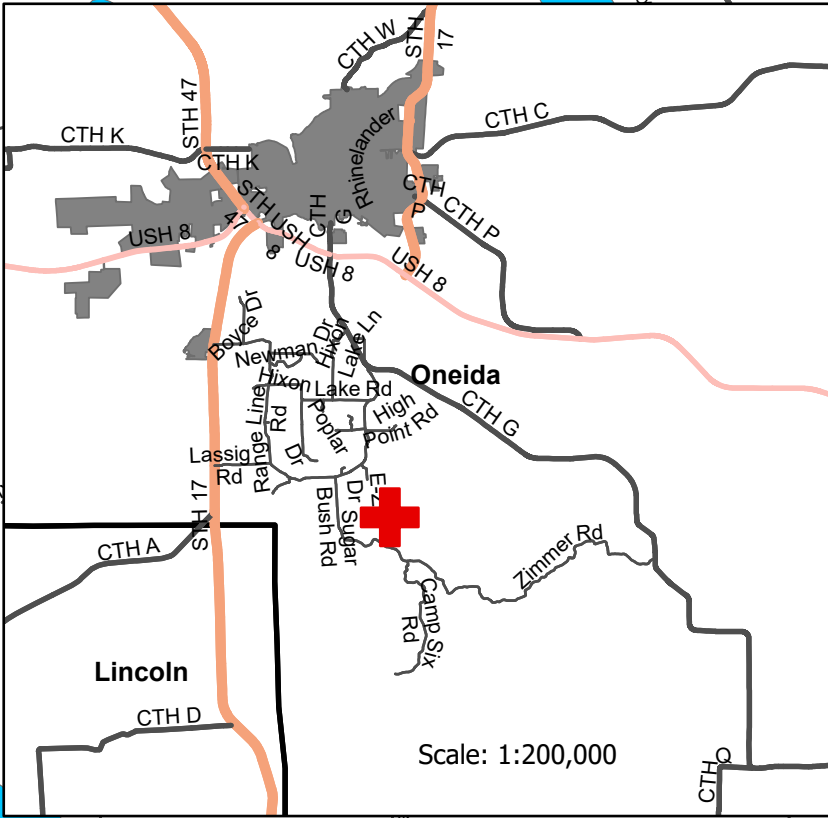 STH
17
CTH W
STH 47
CTH C
CTH K
CTH K
Rhinelander
CTH
P
CTH P
STH
47
USH
8
CTH
G
USH 8
USH 8
USH 8
Boyce Dr
Newman
Dr
Hixon
Lake
Ln
Hixon
Lake Rd
Oneida
High
Point Rd
CTH G
Range Line
Rd
Poplar
Dr
Lassig
Rd
STH 17
Bush Rd
Dr
Sugar
CTH A
Zimmer Rd
Camp Six
Rd
Lincoln
CTH D
Scale: 1:200,000
CTH Q